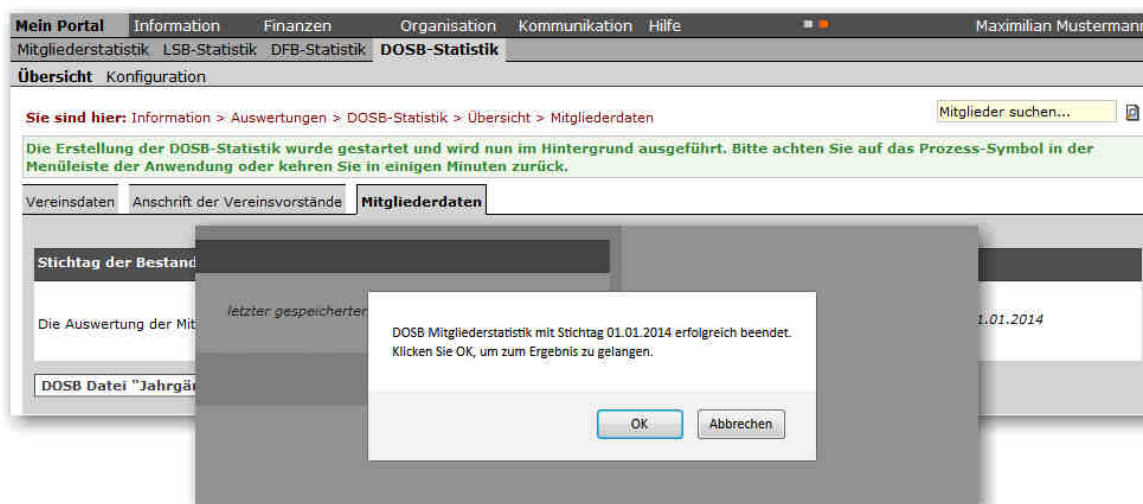 Mein Portal Information Finanzen Organisation Kommunikation Hilfe Maximilian Mustermann
Mitgliederstatistik LSB-Statistik DFB-Statistik DOSB-Statistik
Übersicht Konfiguration
Sie sind hier: Information > Auswertungen > DOSB-Statistik > Übersicht > Mitgliederdaten
Mitglieder suchen...
Die Erstellung der DOSB-Statistik wurde gestartet und wird nun im Hintergrund ausgeführt. Bitte achten Sie auf das Prozess-Symbol in der
Menüleiste der Anwendung oder kehren Sie in einigen Minuten zurück.
Vereinsdaten Anschrift der Vereinsvorstände Mitgliederdaten
Stichtag der Bestand
letzter gespeicherter
Die Auswertung der Mit
1.01.2014
DOSB Mitgliederstatistik mit Stichtag 01.01.2014 erfolgreich beendet.
Klicken Sie OK, um zum Ergebnis zu gelangen.
DOSB Datei "Jahrgä
OK Abbrechen